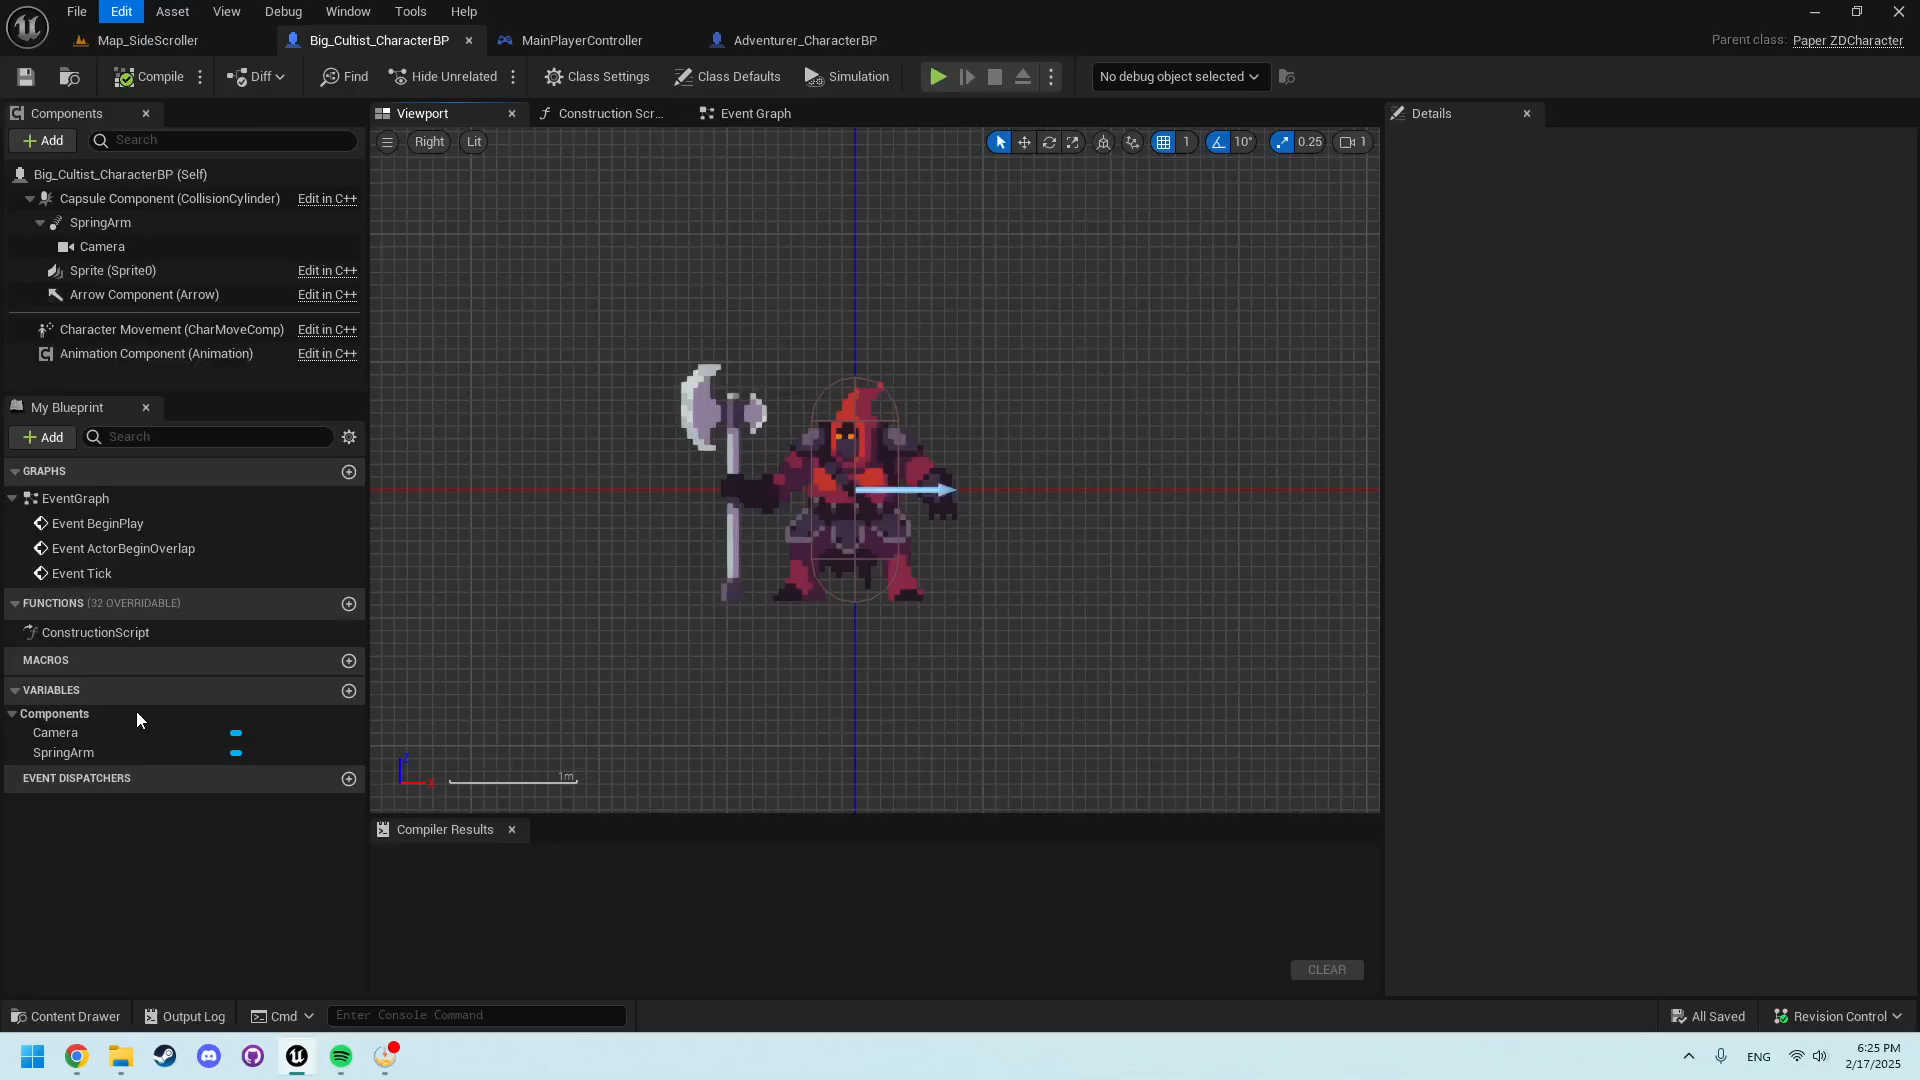 File Edit Asset View Debug Window Tools Help
Map_SideScroller Big_Cultist_CharacterBP MainPlayerController Adventurer_CharacterBP Parent class: Paper ZDCharacter
Compile Diff Find Hide Unrelated Class Settings Class Defaults Simulation No debug object selected
Components
Viewport Construction Scr... Event Graph
Details
Add Search
Right Lit 1 10° 0.25 1
Big_Cultist_CharacterBP (Self)
Capsule Component (CollisionCylinder) Edit in C++
SpringArm
Camera
Sprite (Sprite0) Edit in C++
Arrow Component (Arrow) Edit in C++
Character Movement (CharMoveComp) Edit in C++
Animation Component (Animation) Edit in C++
My Blueprint
Add Search
GRAPHS
EventGraph
Event BeginPlay
Event ActorBeginOverlap
Event Tick
FUNCTIONS (32 OVERRIDABLE)
ConstructionScript
MACROS
VARIABLES
Components
Camera
SpringArm
EVENT DISPATCHERS
Z
X
1m
Compiler Results
CLEAR
Content Drawer Output Log Cmd Enter Console Command All Saved Revision Control
ENG
6:25 PM
2/17/2025